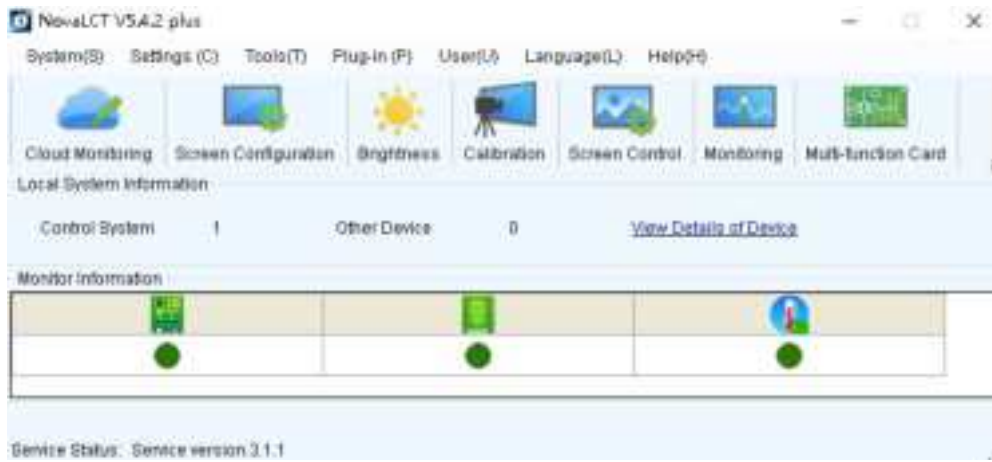 NovaLCT V5.4.2 plus
System(S) Settings (C) Tools(T) Plug-in (P) User(U) Language(L) Help(H)
Cloud Monitoring Screen Configuration Brightness Calibration Screen Control Monitoring Multi-function Card
Local System Information
Control System 1 Other Device 0 View Details of Device
Monitor Information
Service Status: Service version 3.1.1